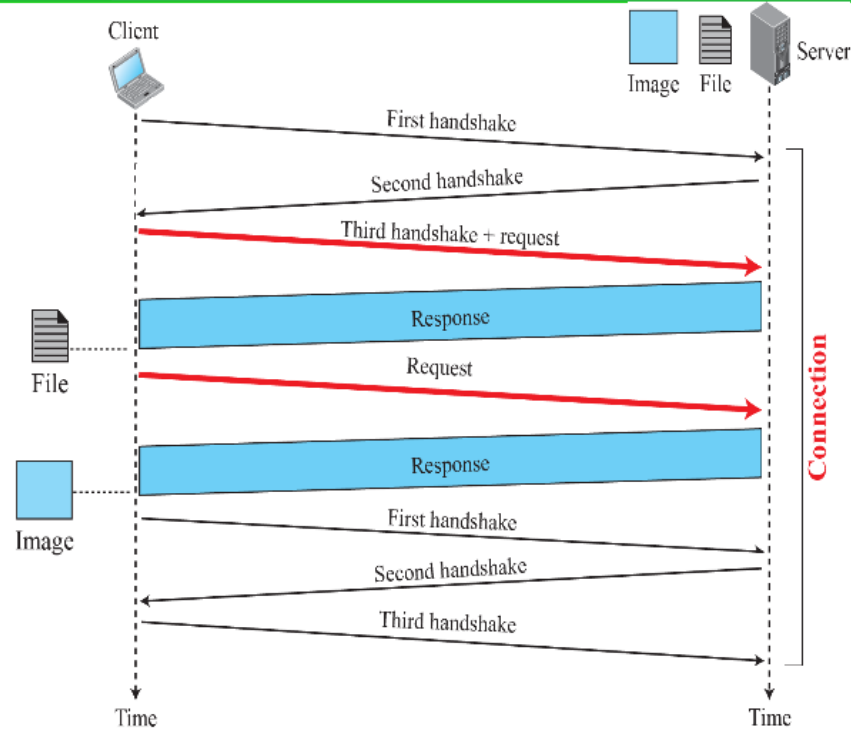 Client
Server
Image
File
First handshake
Second handshake
Third handshake + request
Response
File
Request
Connection
Response
Image
First handshake
Second handshake
Third handshake
Time
Time